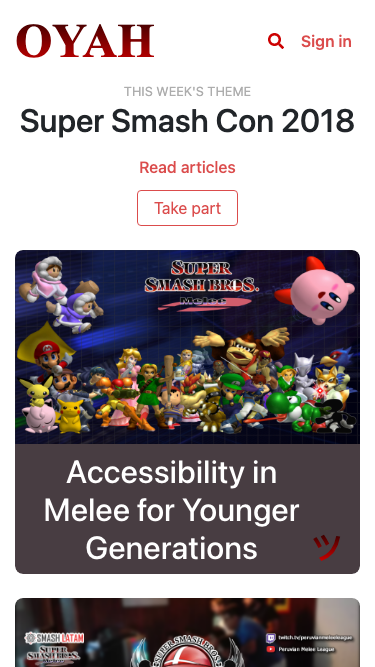 OYAH
Sign in
THIS WEEK'S THEME
Super Smash Con 2018
Read articles
Take part
SUPER
SMASH BROS.
Melee
Accessibility in
Melee for Younger
Generations
ツ
SMASH LATAM
SUPER
SMASH BROS.
SUPER SMASH BROS.
twitch.tv/peruvianmeleeleague
Peruvian Melee League